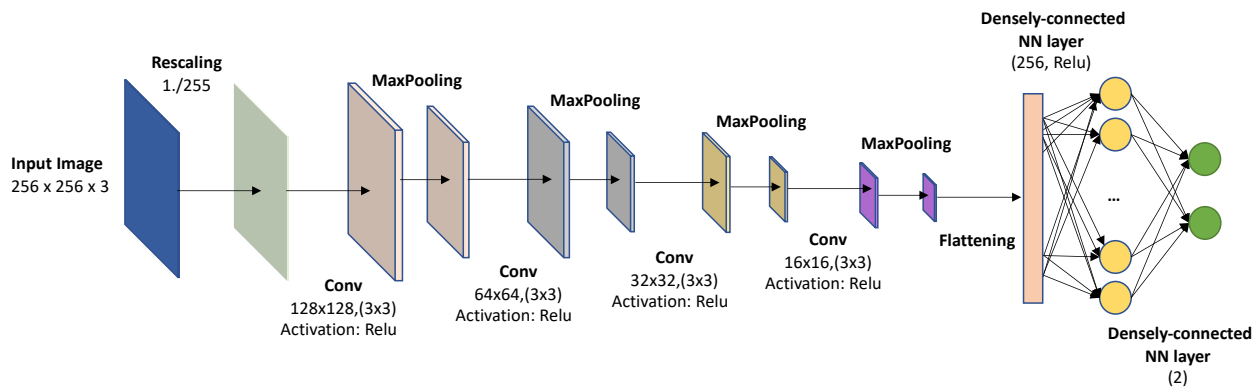 Input Image
256 x 256 x 3
Rescaling
1./255
Conv
128x128,(3x3)
Activation: Relu
MaxPooling
Conv
64x64,(3x3)
Activation: Relu
MaxPooling
Conv
32x32,(3x3)
Activation: Relu
MaxPooling
Conv
16x16,(3x3)
Activation: Relu
MaxPooling
Flattening
Densely-connected
NN layer
(256, Relu)
...
Densely-connected
NN layer
(2)